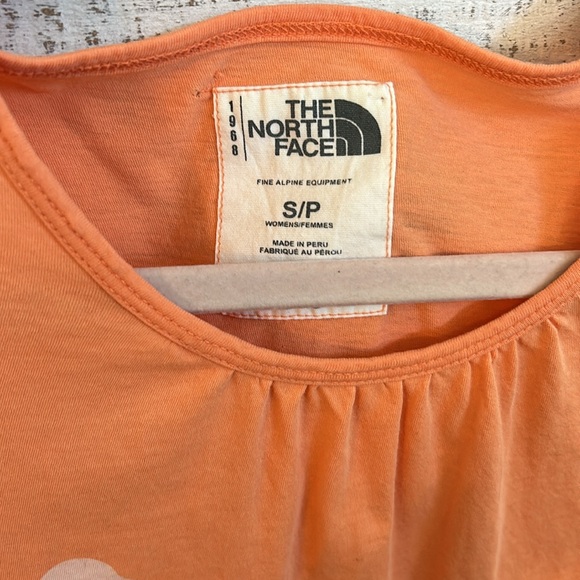 1968
THE
NORTH
FACE
FINE ALPINE EQUIPMENT
S/P
WOMENS/FEMMES
MADE IN PERU
FABRIQUÉ AU PÉROU